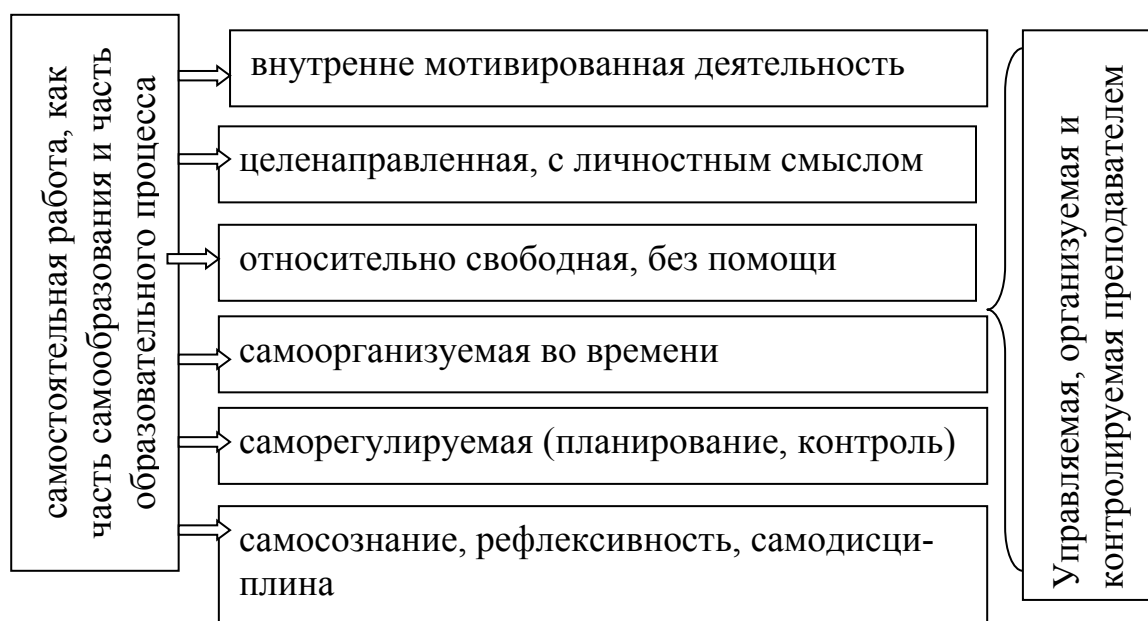 самостоятельная работа, как
часть самообразования и часть
образовательного процесса
внутренне мотивированная деятельность
целенаправленная, с личностным смыслом
относительно свободная, без помощи
самоорганизуемая во времени
саморегулируемая (планирование, контроль)
самосознание, рефлексивность, самодисци-
плина
Управляемая, организуемая и
контролируемая преподавателем